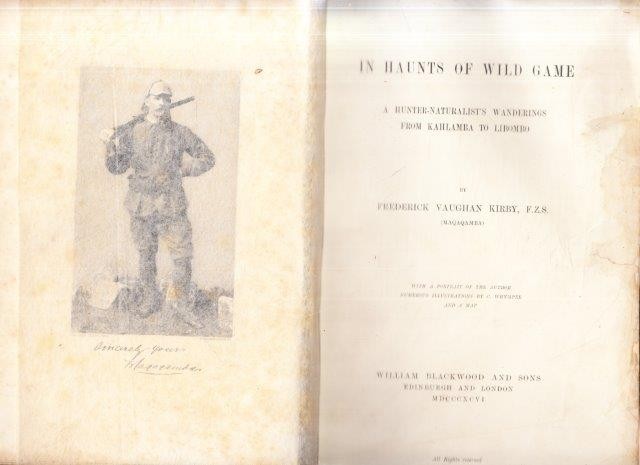 Sincerely Yours
Maqaqamba
IN HAUNTS OF WILD GAME
A HUNTER-NATURALIST'S WANDERINGS
FROM KAHLAMBA TO LIBOMBO
BY
FREDERICK VAUGHAN KIRBY, F.Z.S.
(MAQAQAMBA)
WITH A PORTRAIT OF THE AUTHOR
NUMEROUS ILLUSTRATIONS BY C. WHYMPER
AND A MAP
WILLIAM BLACKWOOD AND SONS
EDINBURGH AND LONDON
MDCCCXCVI
All Rights reserved